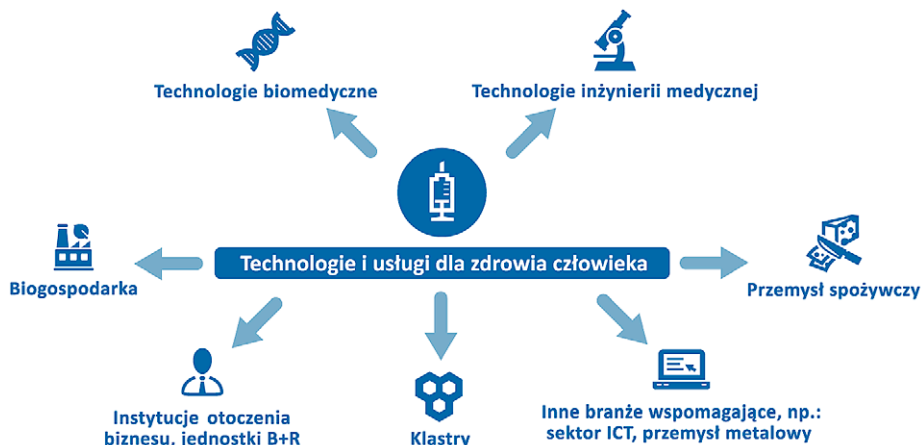 Technologie biomedyczne
Technologie inżynierii medycznej
Technologie i usługi dla zdrowia człowieka
Biogospodarka
Przemysł spożywczy
Instytucje otoczenia
biznesu, jednostki B+R
Klastry
Inne branże wspomagające, np.:
sektor ICT, przemysł metalowy